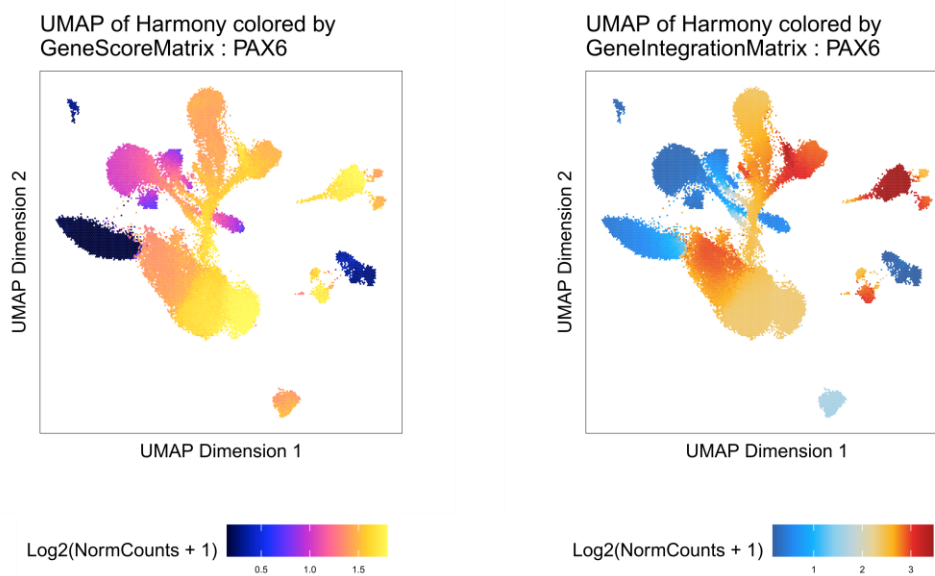 UMAP of Harmony colored by
GeneScoreMatrix : PAX6
UMAP Dimension 2
UMAP Dimension 1
Log2(NormCounts + 1)
0.5 1.0 1.5
UMAP of Harmony colored by
GeneIntegrationMatrix : PAX6
UMAP Dimension 2
UMAP Dimension 1
Log2(NormCounts + 1)
1 2 3